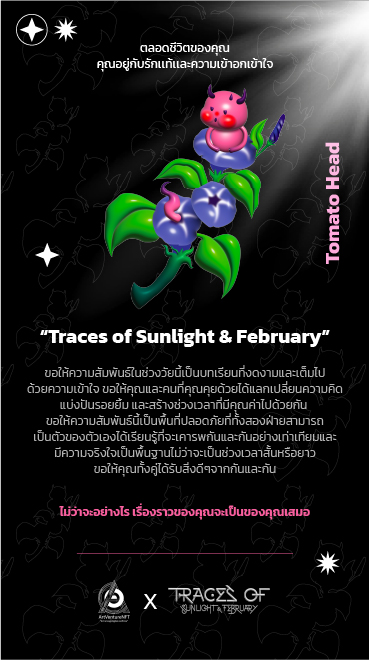 ตลอดชีวิตของคุณ
คุณอยู่กับรักแท้และความเข้าอกเข้าใจ
Tomato Head
“Traces of Sunlight & February”
ขอให้ความสัมพันธ์ในช่วงวัยนี้เป็นบทเรียนที่งดงามและเต็มไป
ด้วยความเข้าใจ ขอให้คุณและคนที่คุณคุยด้วยได้แลกเปลี่ยนความคิด
แบ่งปันรอยยิ้ม และสร้างช่วงเวลาที่มีคุณค่าไปด้วยกัน
ขอให้ความสัมพันธ์นี้เป็นพื้นที่ปลอดภัยที่ทั้งสองฝ่ายสามารถ
เป็นตัวของตัวเองได้เรียนรู้ที่จะเคารพกันและกันอย่างเท่าเทียมและ
มีความจริงใจเป็นพื้นฐานไม่ว่าจะเป็นช่วงเวลาสั้นหรือยาว
ขอให้คุณทั้งคู่ได้รับสิ่งดีๆจากกันและกัน
ไม่ว่าจะอย่างไร เรื่องราวของคุณจะเป็นของคุณเสมอ
ArtVentureNFT
X
TRACES OF
SUNLIGHT & FEBRUARY